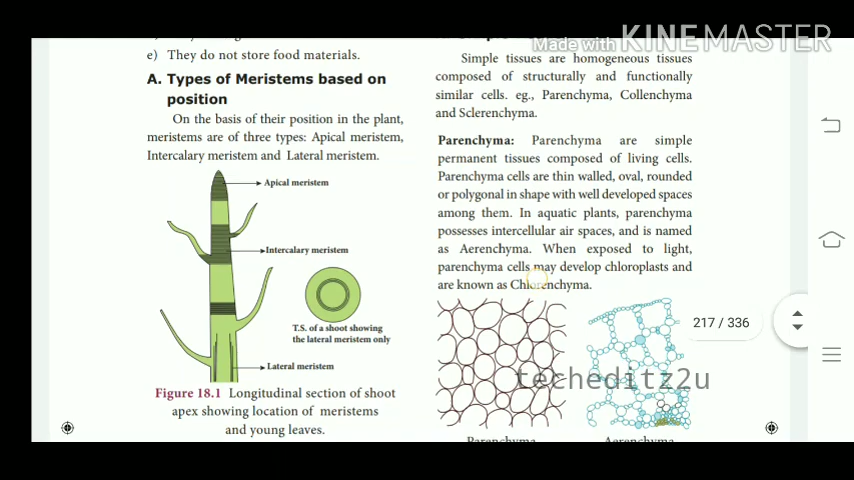 Made with KINEMASTER
e) They do not store food materials.
A. Types of Meristems based on
position
On the basis of their position in the plant,
meristems are of three types: Apical meristem,
Intercalary meristem and Lateral meristem.
Apical meristem
Intercalary meristem
T.S. of a shoot showing
the lateral meristem only
Lateral meristem
Figure 18.1 Longitudinal section of shoot
apex showing location of meristems
and young leaves.
Simple tissues are homogeneous tissues
composed of structurally and functionally
similar cells. eg., Parenchyma, Collenchyma
and Sclerenchyma.
Parenchyma: Parenchyma are simple
permanent tissues composed of living cells.
Parenchyma cells are thin walled, oval, rounded
or polygonal in shape with well developed spaces
among them. In aquatic plants, parenchyma
possesses intercellular air spaces, and is named
as Aerenchyma. When exposed to light,
parenchyma cells may develop chloroplasts and
are known as Chlorenchyma.
217 / 336
techeditz2u
Parenchyma
Aerenchyma